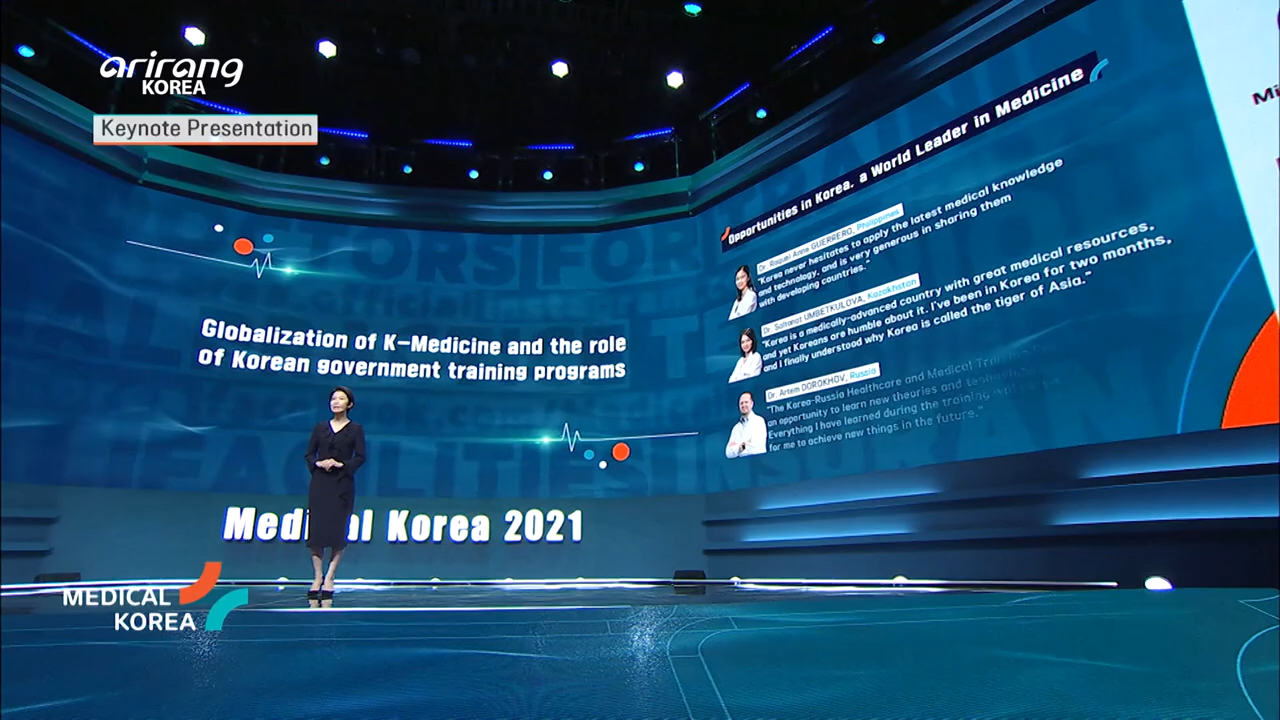 arirang
KOREA
Keynote Presentation
Globalization of K-Medicine and the role
of Korean government training programs
Medical Korea 2021
MEDICAL
KOREA
Opportunities in Korea, a World Leader in Medicine
Dr. Raquel Anne GUERRERO, Philippines
"Korea never hesitates to apply the latest medical knowledge
and technology, and is very generous in sharing them
with developing countries."
Dr. Saltanat UMBETKULOVA, Kazakhstan
"Korea is a medically-advanced country with great medical resources,
and yet Koreans are humble about it. I've been in Korea for two months,
and I finally understood why Korea is called the tiger of Asia."
Dr. Artem DOROKHOV, Russia
"The Korea-Russia Healthcare and Medical
an opportunity to learn new theories and
Everything I have learned during the training
for me to achieve new things in the future."
FOR
FACILITIES